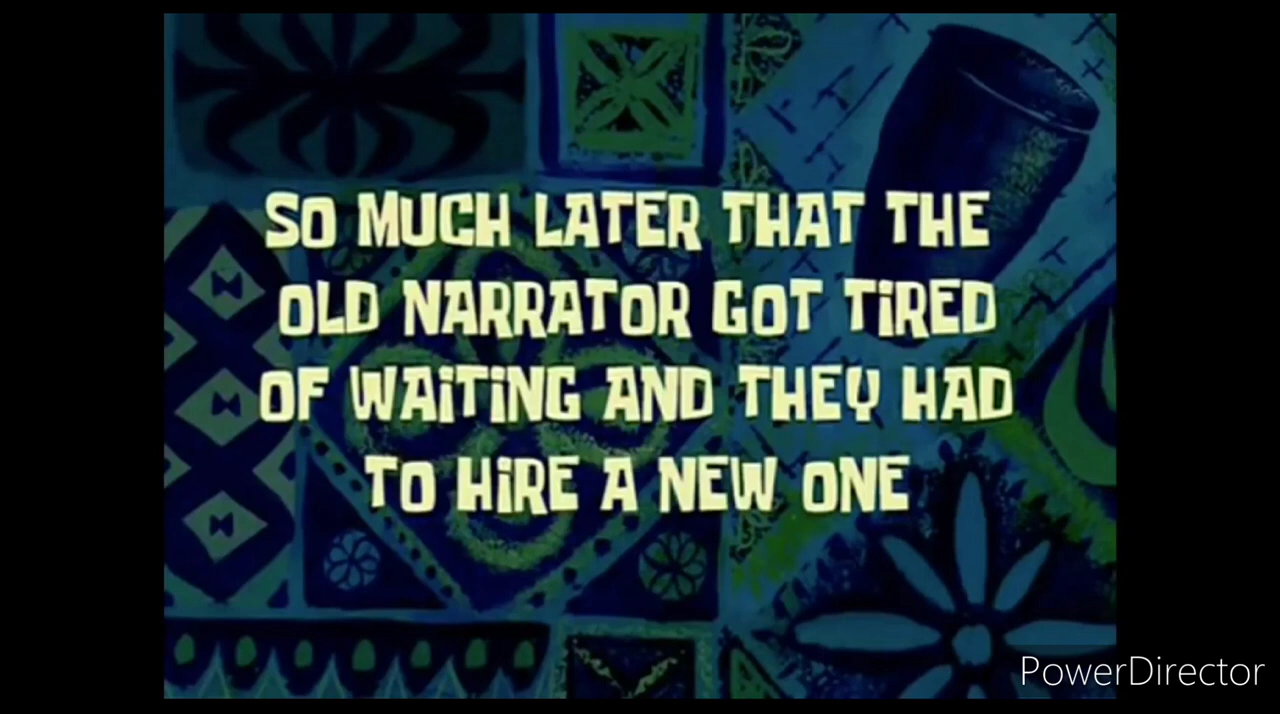 SO MUCH LATER THAT THE
OLD NARRATOR GOT TiRED
OF WAiTiNG AND THEY HAD
TO HiRE A NEW ONE
PowerDirector